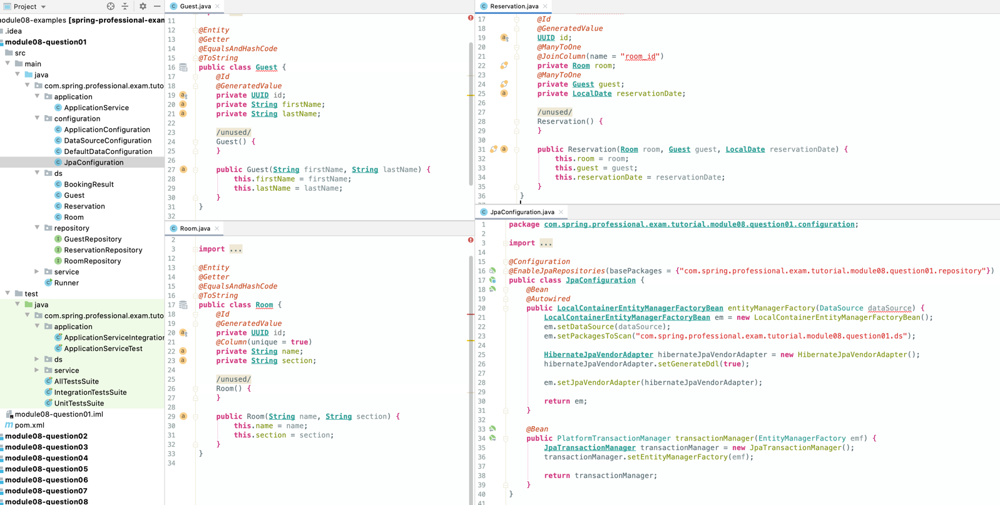 Project
module08-examples [spring-professional-exan
.idea
module08-question01
src
main
java
com.spring.professional.exam.tuto
application
ApplicationService
configuration
ApplicationConfiguration
DataSourceConfiguration
DefaultDataConfiguration
JpaConfiguration
ds
BookingResult
Guest
Reservation
Room
repository
GuestRepository
ReservationRepository
RoomRepository
service
Runner
test
java
com.spring.professional.exam.tuto
application
ApplicationServiceIntegration
ApplicationServiceTest
ds
service
AllTestsSuite
IntegrationTestsSuite
UnitTestsSuite
module08-question01.iml
pom.xml
module08-question02
module08-question03
module08-question04
module08-question05
module08-question06
module08-question07
module08-question08
Guest.java
11
12 @Entity
13 @Getter
14 @EqualsAndHashCode
15 @ToString
16 public class Guest {
17 @Id
18 @GeneratedValue
19 private UUID id;
20 private String firstName;
21 private String lastName;
22
23 /unused/
24 Guest() {
25 }
26
27 public Guest(String firstName, String lastName) {
28 this.firstName = firstName;
29 this.lastName = lastName;
30 }
31 }
32
Room.java
2
3 import ...
12
13 @Entity
14 @Getter
15 @EqualsAndHashCode
16 @ToString
17 public class Room {
18 @Id
19 @GeneratedValue
20 private UUID id;
21 @Column(unique = true)
22 private String name;
23 private String section;
24
25 /unused/
26 Room() {
27 }
28
29 public Room(String name, String section) {
30 this.name = name;
31 this.section = section;
32 }
33 }
34
Reservation.java
17 @Id
18 @GeneratedValue
19 UUID id;
20 @ManyToOne
21 @JoinColumn(name = "room_id")
22 private Room room;
23 @ManyToOne
24 private Guest guest;
25 private LocalDate reservationDate;
26
27 /unused/
28 Reservation() {
29 }
30
31 public Reservation(Room room, Guest guest, LocalDate reservationDate) {
32 this.room = room;
33 this.guest = guest;
34 this.reservationDate = reservationDate;
35 }
36 }
JpaConfiguration.java
1 package com.spring.professional.exam.tutorial.module08.question01.configuration;
2
3 import ...
14
15 @Configuration
16 @EnableJpaRepositories(basePackages = {"com.spring.professional.exam.tutorial.module08.question01.repository"})
17 public class JpaConfiguration {
18 @Bean
19 @Autowired
20 public LocalContainerEntityManagerFactoryBean entityManagerFactory(DataSource dataSource) {
21 LocalContainerEntityManagerFactoryBean em = new LocalContainerEntityManagerFactoryBean();
22 em.setDataSource(dataSource);
23 em.setPackagesToScan("com.spring.professional.exam.tutorial.module08.question01.ds");
24
25 HibernateJpaVendorAdapter hibernateJpaVendorAdapter = new HibernateJpaVendorAdapter();
26 hibernateJpaVendorAdapter.setGenerateDdl(true);
27
28 em.setJpaVendorAdapter(hibernateJpaVendorAdapter);
29
30 return em;
31 }
32
33 @Bean
34 public PlatformTransactionManager transactionManager(EntityManagerFactory emf) {
35 JpaTransactionManager transactionManager = new JpaTransactionManager();
36 transactionManager.setEntityManagerFactory(emf);
37
38 return transactionManager;
39 }
40 }
41